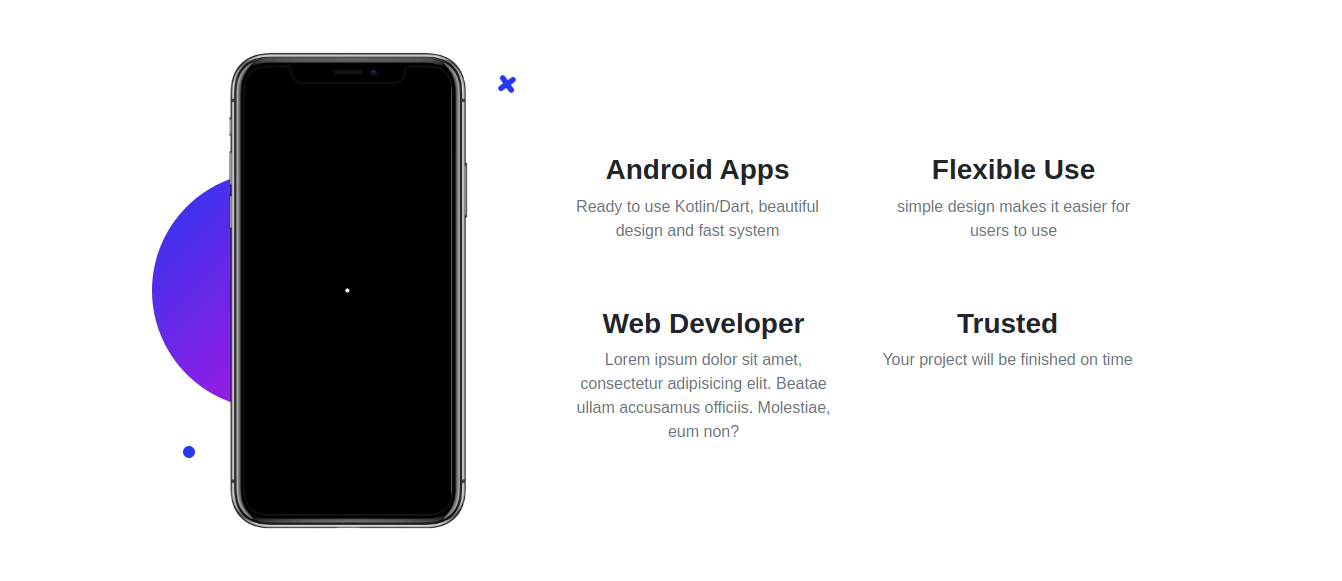 Android Apps
Ready to use Kotlin/Dart, beautiful
design and fast system
Flexible Use
simple design makes it easier for
users to use
Web Developer
Lorem ipsum dolor sit amet,
consectetur adipisicing elit. Beatae
ullam accusamus officiis. Molestiae,
eum non?
Trusted
Your project will be finished on time